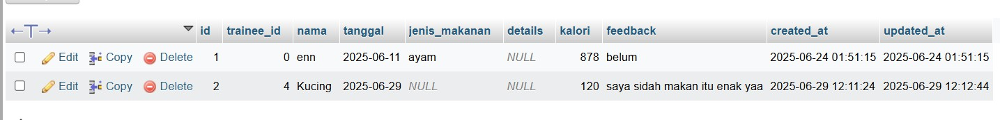 ←T→ id trainee_id nama tanggal jenis_makanan details kalori feedback created_at updated_at
Edit Copy Delete 1 0 enn 2025-06-11 ayam NULL 878 belum 2025-06-24 01:51:15 2025-06-24 01:51:15
Edit Copy Delete 2 4 Kucing 2025-06-29 NULL NULL 120 saya sidah makan itu enak yaa 2025-06-29 12:11:24 2025-06-29 12:12:44